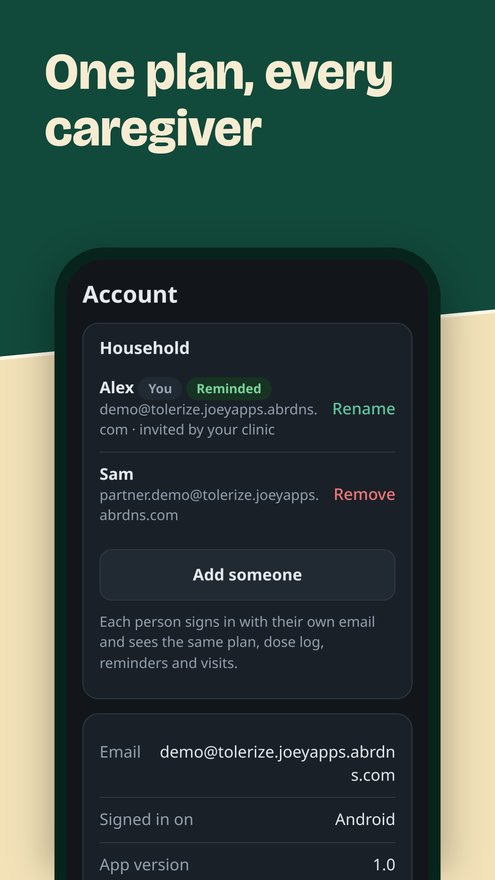 One plan, every
caregiver
Account
Household
Alex You Reminded
demo@tolerize.joeyapps.abrdns.
com · invited by your clinic
Rename
Sam
partner.demo@tolerize.joeyapps.
abrdns.com
Remove
Add someone
Each person signs in with their own email
and sees the same plan, dose log,
reminders and visits.
Email demo@tolerize.joeyapps.abrdn
s.com
Signed in on Android
App version 1.0